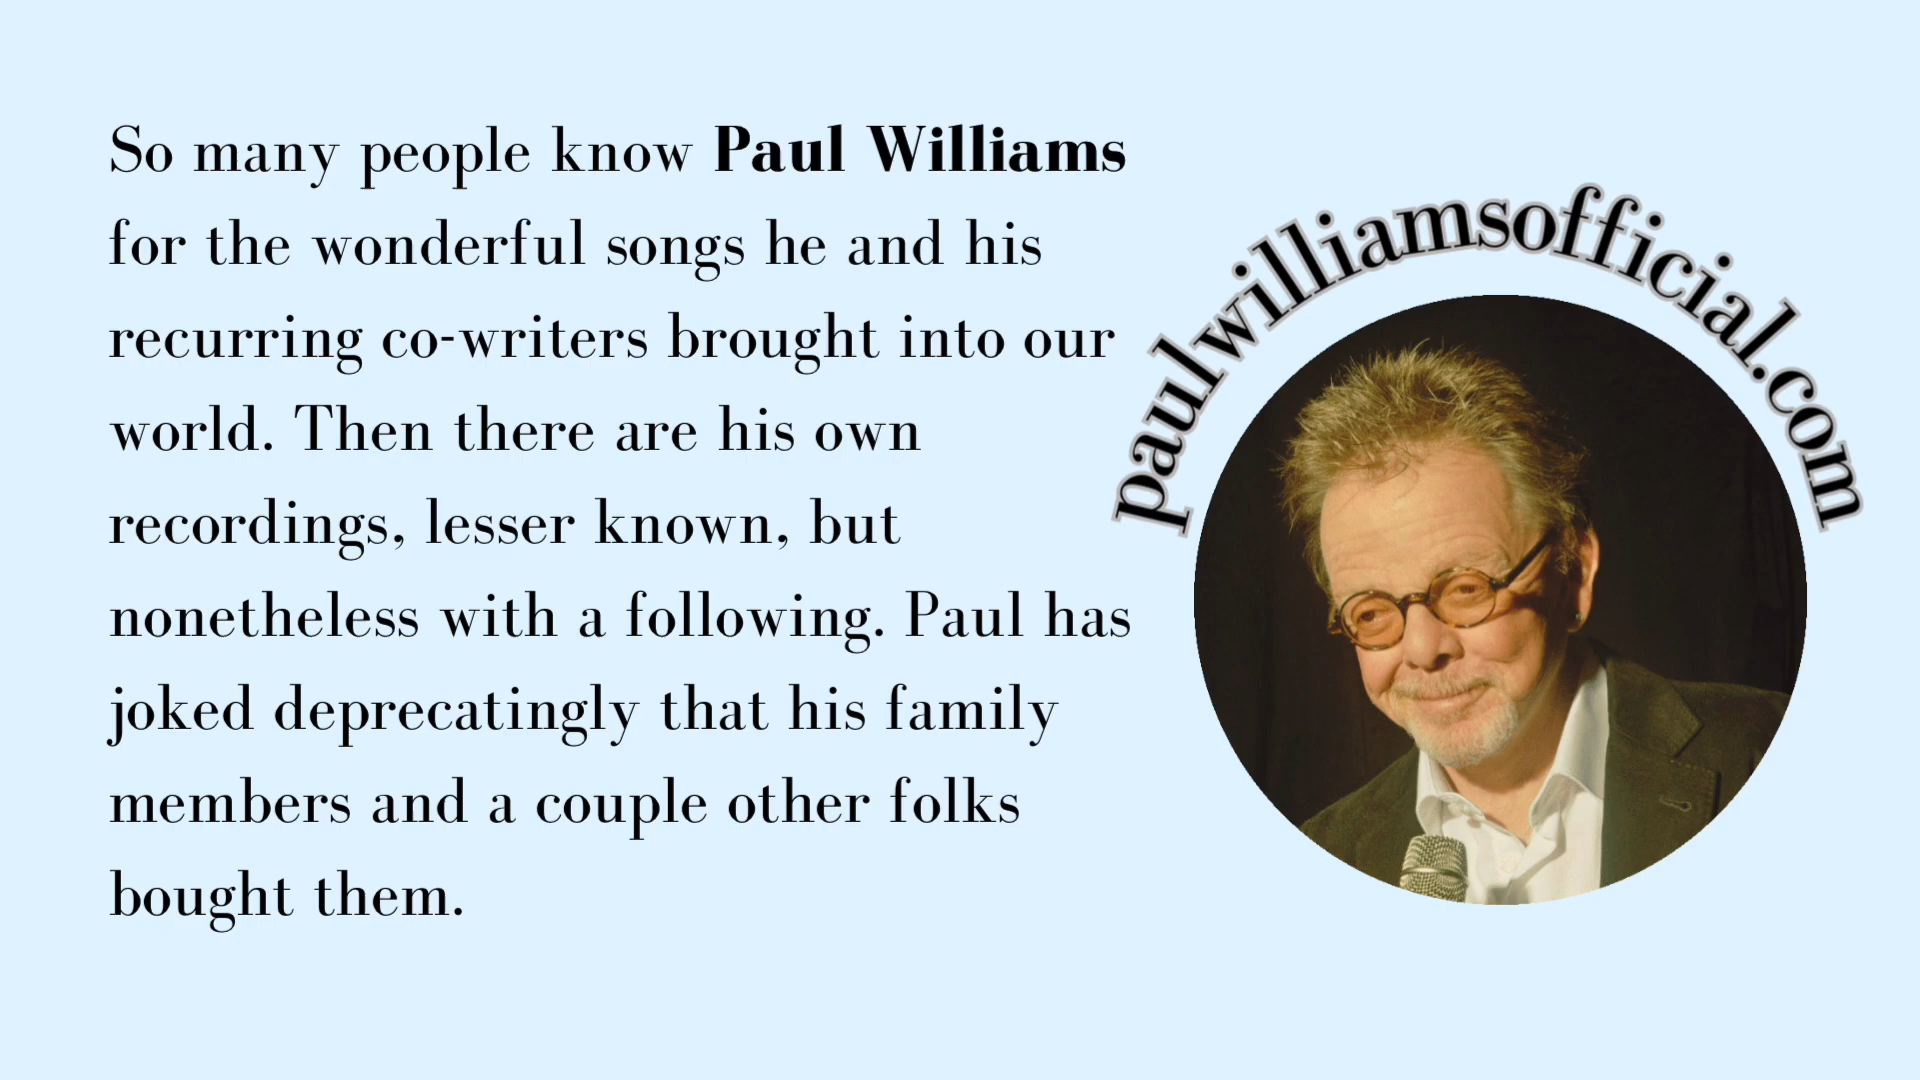 So many people know Paul Williams
for the wonderful songs he and his
recurring co-writers brought into our
world. Then there are his own
recordings, lesser known, but
nonetheless with a following. Paul has
joked deprecatingly that his family
members and a couple other folks
bought them.
paulwilliamsofficial.com